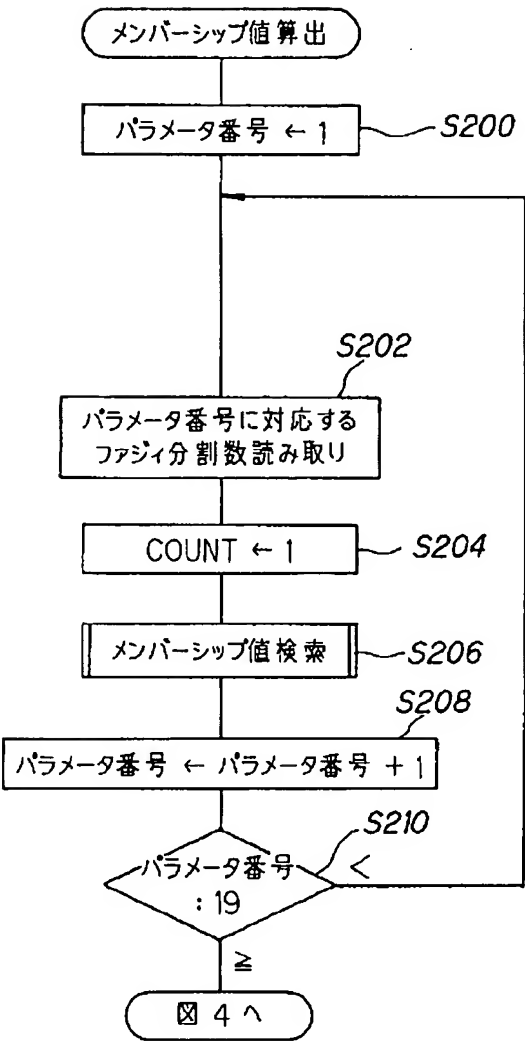 メンバーシップ値算出
パラメータ番号 ← 1
S200
S202
パラメータ番号に対応する
ファジィ分割数読み取り
COUNT ← 1
S204
メンバーシップ値検索
S206
S208
パラメータ番号 ← パラメータ番号 + 1
S210
パラメータ番号
: 19
<
≧
図 4 へ